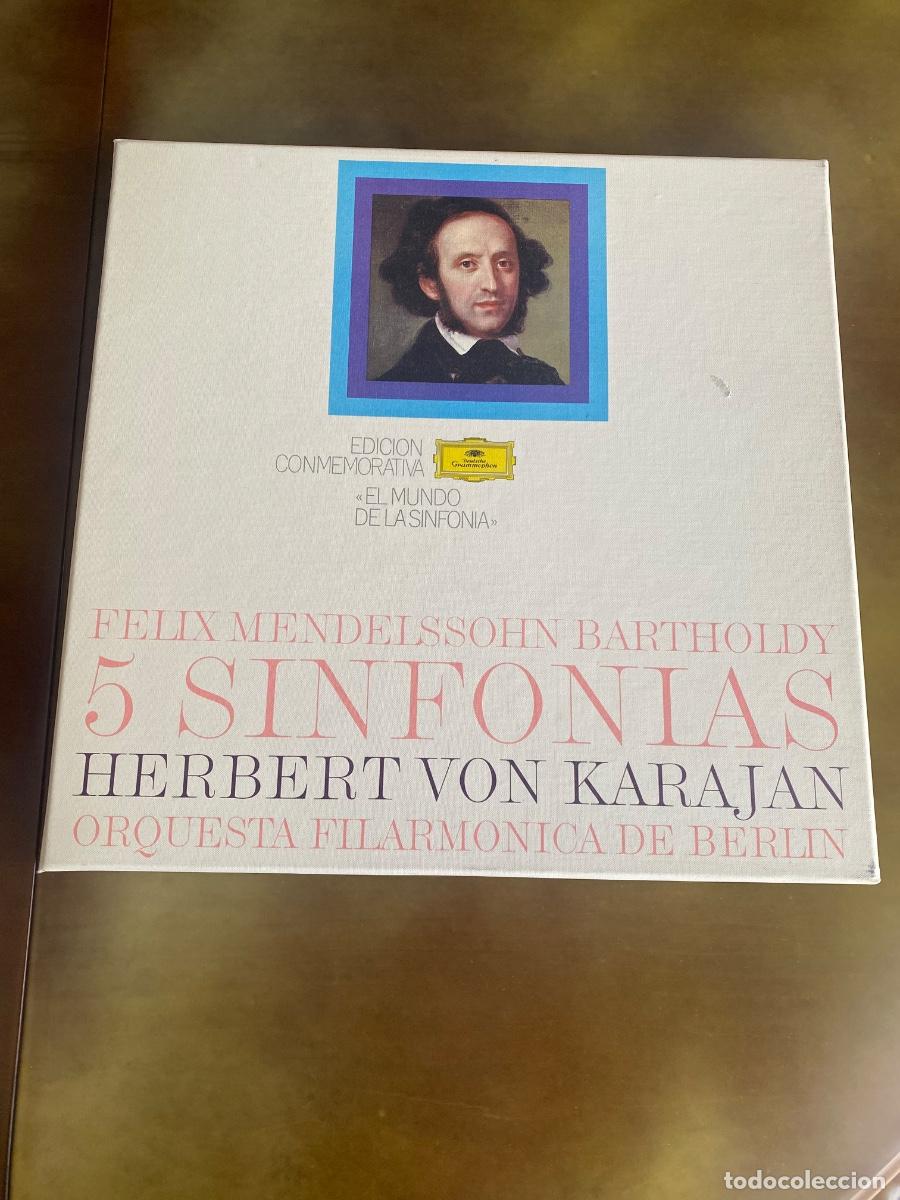 EDICION
CONMEMORATIVA
Deutsche
Grammophon
«EL MUNDO
DE LA SINFONIA»
FELIX MENDELSSOHN BARTHOLDY
5 SINFONIAS
HERBERT VON KARAJAN
ORQUESTA FILARMONICA DE BERLIN
todocoleccion